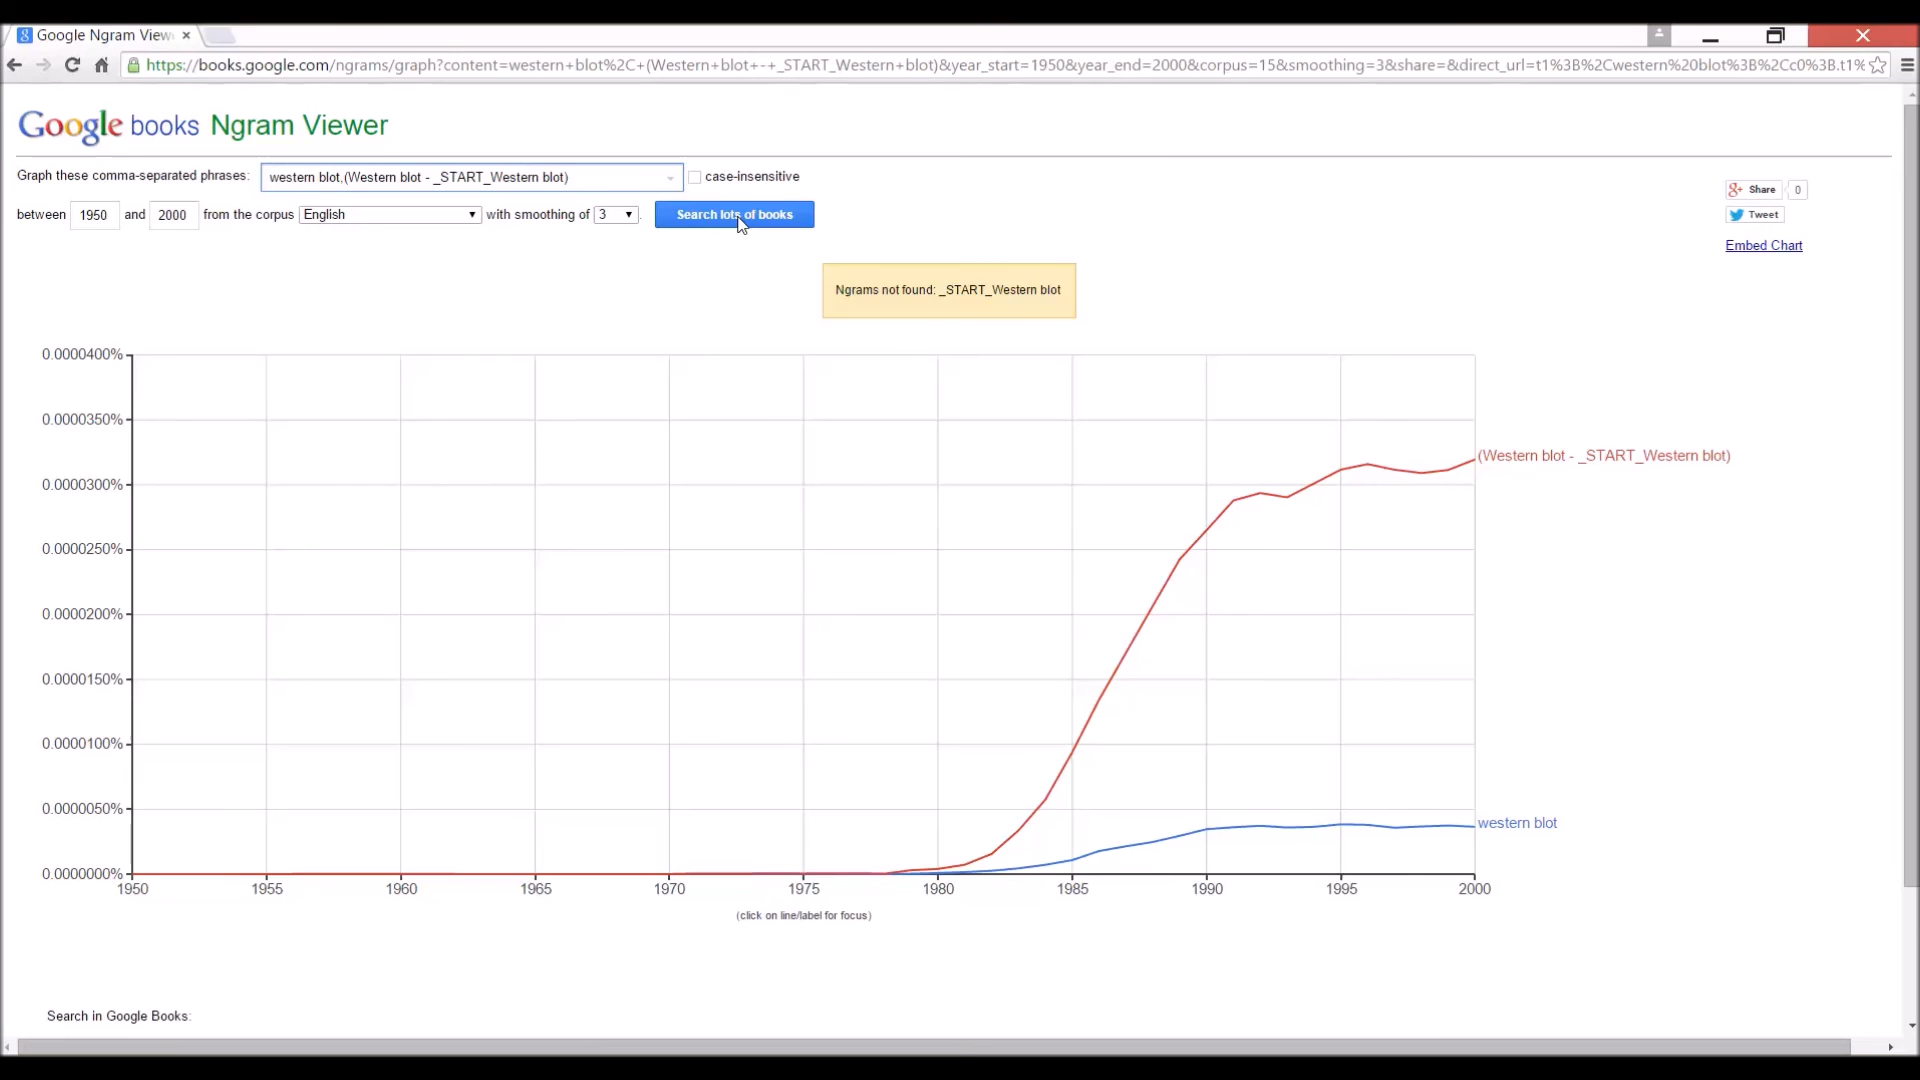 Google Ngram View
https://books.google.com/ngrams/graph?content=western+blot%2C+(Western+blot+-+_START_Western+blot)&year_start=1950&year_end=2000&corpus=15&smoothing=3&share=&direct_url=t1%3B%2Cwestern%20blot%3B%2Cc0%3B.t1%
Google books Ngram Viewer
Graph these comma-separated phrases: western blot,(Western blot - _START_Western blot) case-insensitive
Share 0
between 1950 and 2000 from the corpus English with smoothing of 3 . Search lots of books
Tweet
Embed Chart
Ngrams not found: _START_Western blot
0.0000400%
0.0000350%
(Western blot - _START_Western blot)
0.0000300%
0.0000250%
0.0000200%
0.0000150%
0.0000100%
0.0000050%
western blot
0.0000000%
1950 1955 1960 1965 1970 1975 1980 1985 1990 1995 2000
(click on line/label for focus)
Search in Google Books: